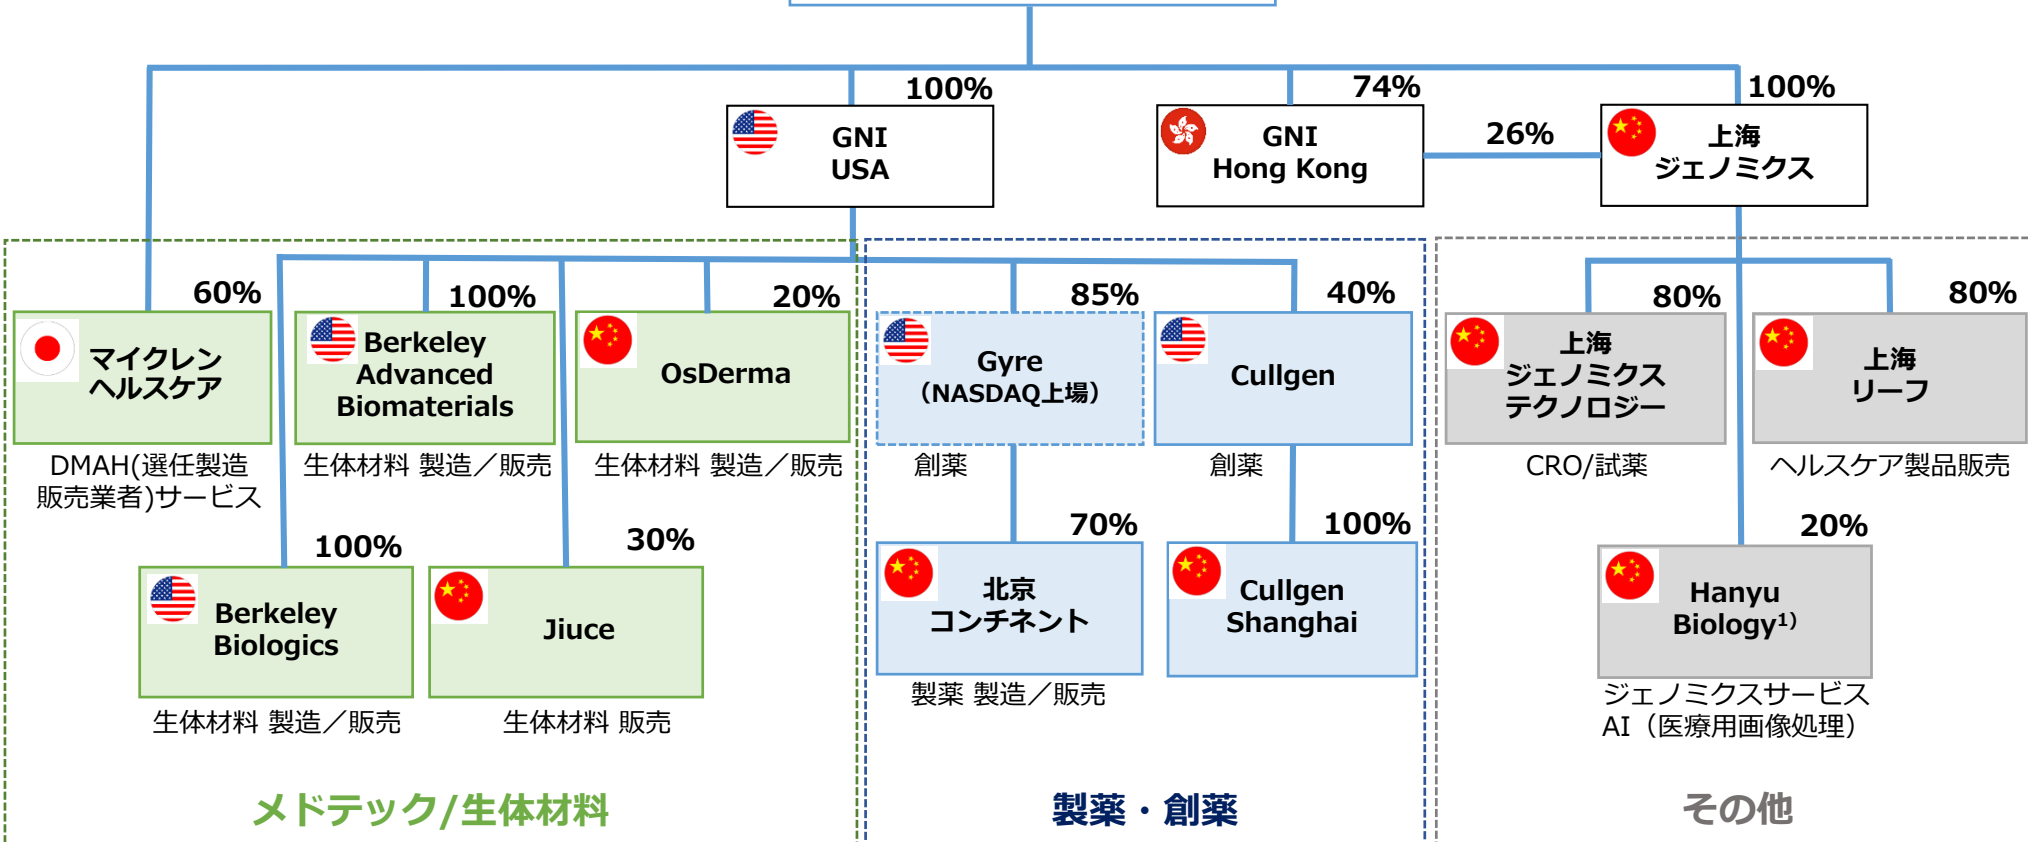 100%
74%
100%
GNI
USA
GNI
Hong Kong
26%
上海
ジェノミクス
60%
100%
20%
85%
40%
80%
80%
マイクレン
ヘルスケア
Berkeley
Advanced
Biomaterials
OsDerma
Gyre
（NASDAQ上場）
Cullgen
上海
ジェノミクス
テクノロジー
上海
リーフ
DMAH(選任製造
販売業者)サービス
生体材料 製造／販売
生体材料 製造／販売
創薬
創薬
CRO/試薬
ヘルスケア製品販売
100%
30%
70%
100%
20%
Berkeley
Biologics
Jiuce
北京
コンチネント
Cullgen
Shanghai
Hanyu
Biology1)
生体材料 製造／販売
生体材料 販売
製薬 製造／販売
ジェノミクスサービス
AI（医療用画像処理）
メドテック/生体材料
製薬・創薬
その他